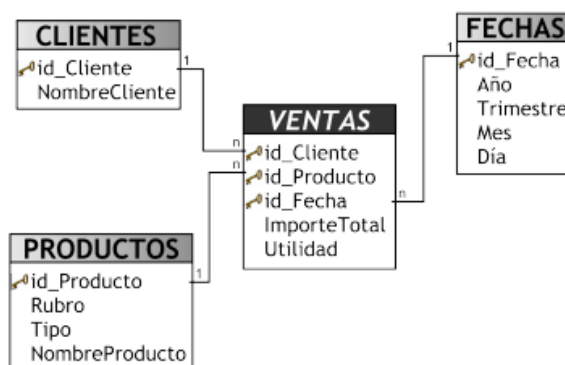 CLIENTES
id_Cliente
NombreCliente
1
n
VENTAS
id_Cliente
id_Producto
id_Fecha
ImporteTotal
Utilidad
n
n
1
FECHAS
id_Fecha
Año
Trimestre
Mes
Día
1
PRODUCTOS
id_Producto
Rubro
Tipo
NombreProducto